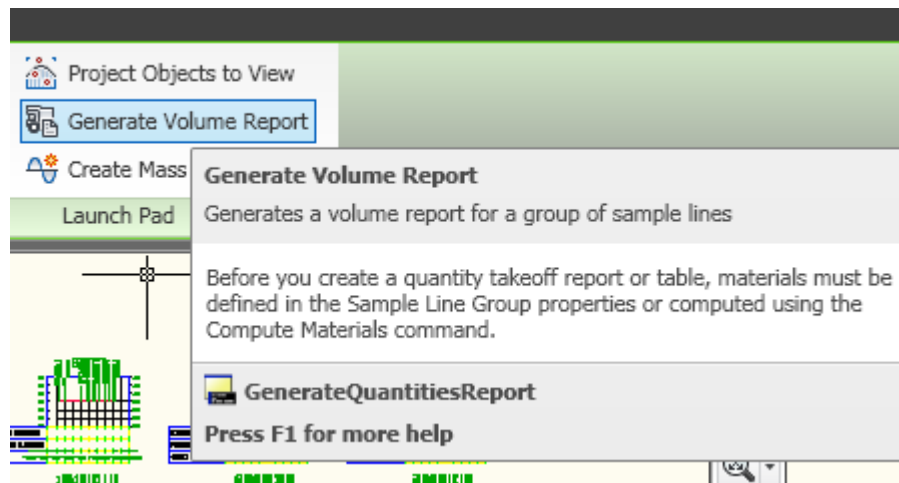 Project Objects to View
Generate Volume Report
Create Mass
Launch Pad
Generate Volume Report
Generates a volume report for a group of sample lines
Before you create a quantity takeoff report or table, materials must be
defined in the Sample Line Group properties or computed using the
Compute Materials command.
GenerateQuantitiesReport
Press F1 for more help